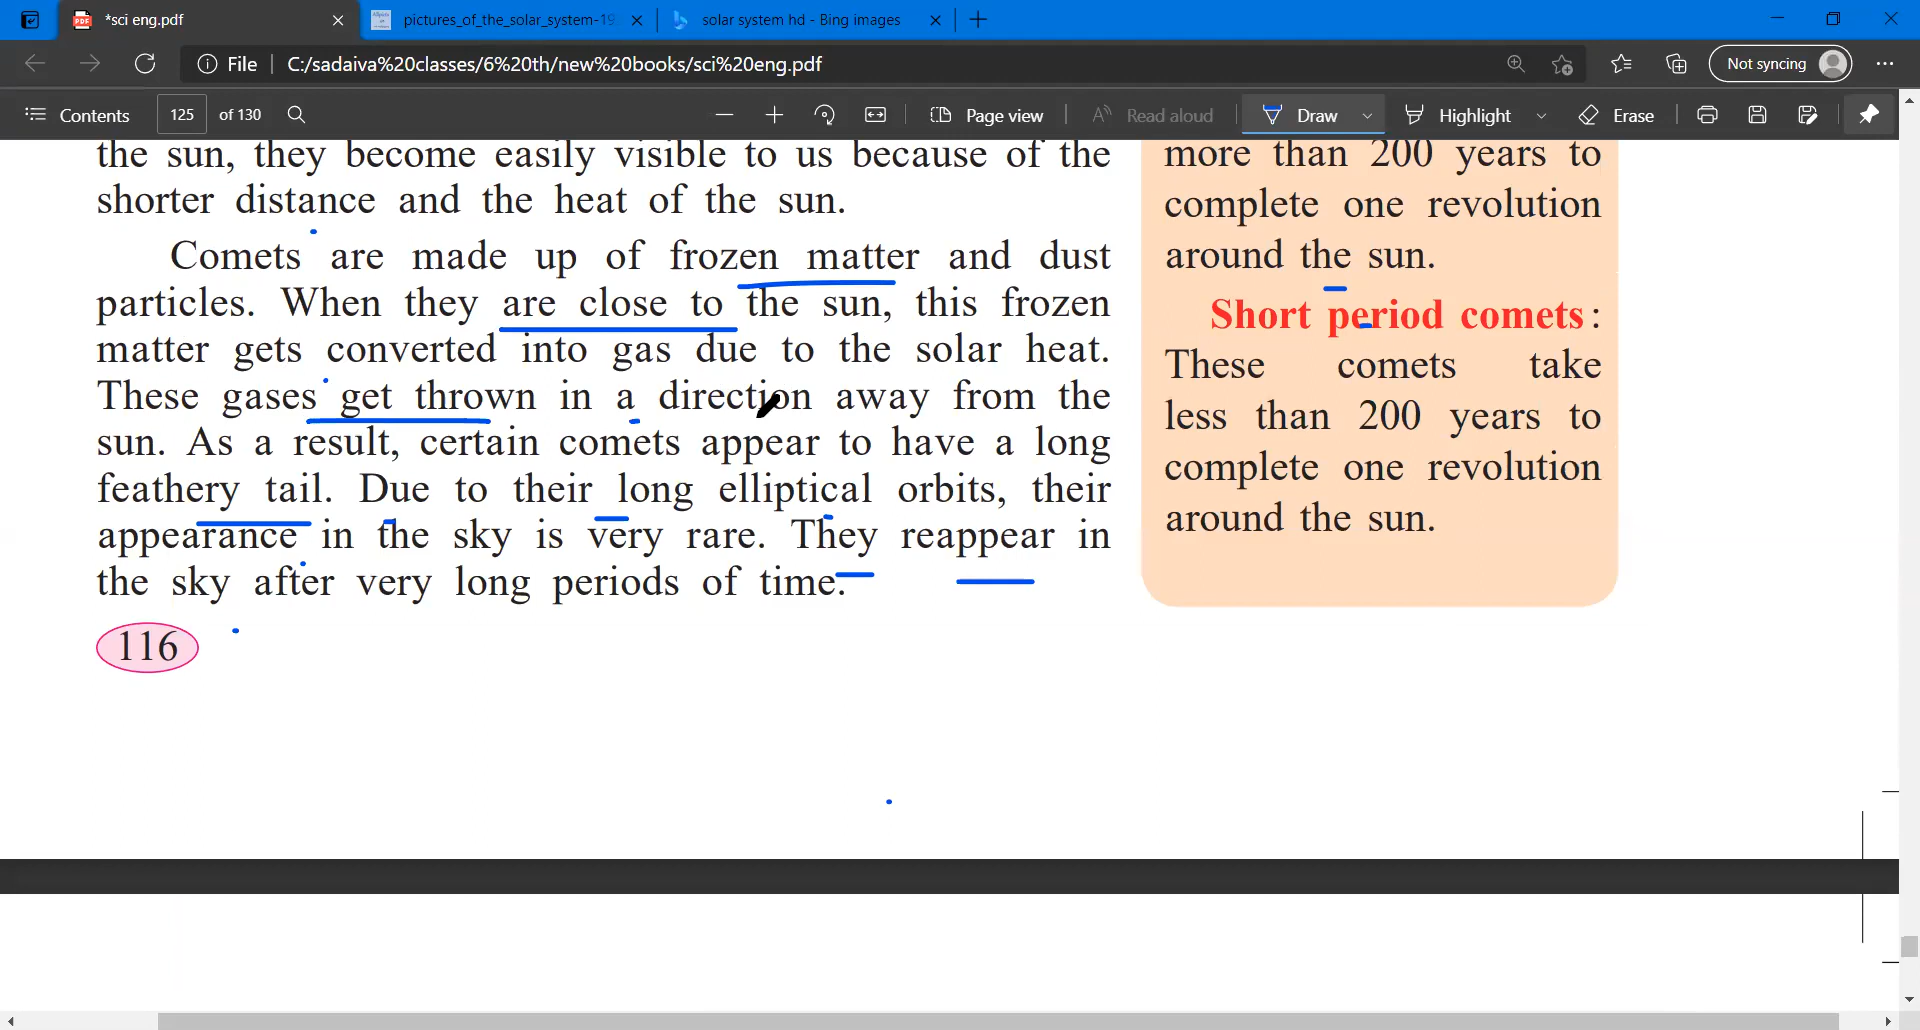 *sci eng.pdf
pictures_of_the_solar_system-19
solar system hd - Bing images
File
C:/sadaiva%20classes/6%20th/new%20books/sci%20eng.pdf
Not syncing
Contents
125
of 130
Page view
Read aloud
Draw
Highlight
Erase
the sun, they become easily visible to us because of the
shorter distance and the heat of the sun.
Comets are made up of frozen matter and dust
particles. When they are close to the sun, this frozen
matter gets converted into gas due to the solar heat.
These gases get thrown in a direction away from the
sun. As a result, certain comets appear to have a long
feathery tail. Due to their long elliptical orbits, their
appearance in the sky is very rare. They reappear in
the sky after very long periods of time.
116
more than 200 years to
complete one revolution
around the sun.
Short period comets :
These comets take
less than 200 years to
complete one revolution
around the sun.